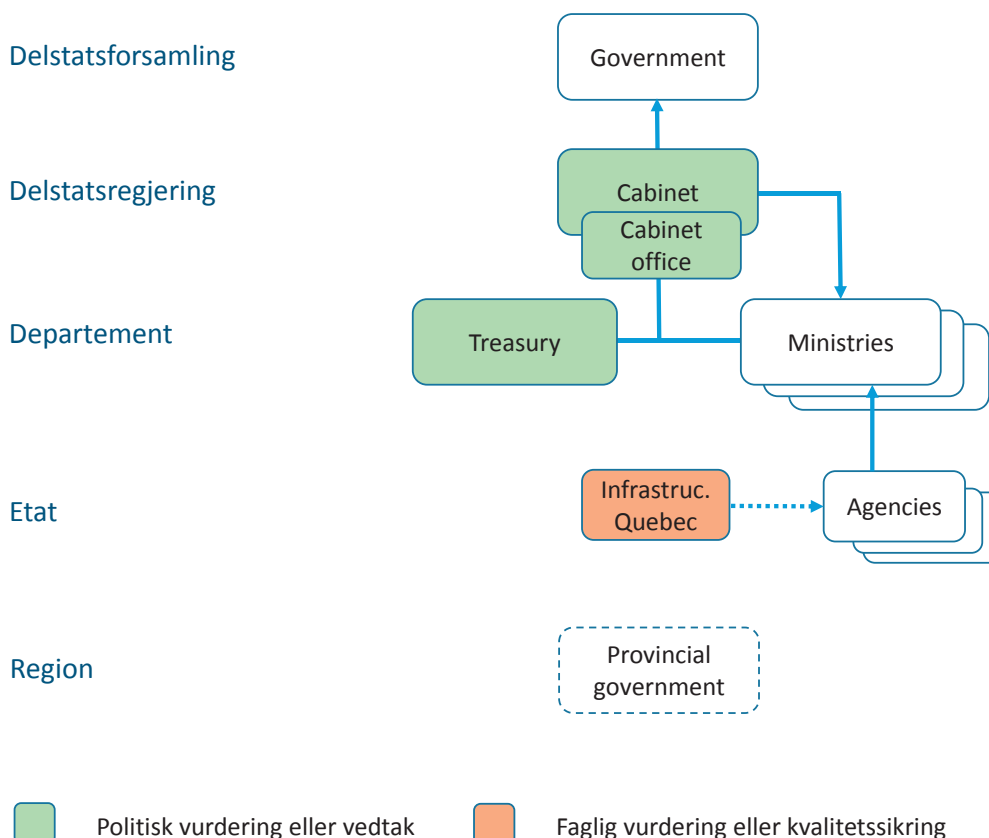 Delstatsforsamling
Government
Delstatsregjering
Cabinet
Cabinet
office
Departement
Treasury
Ministries
Etat
Infrastruc.
Quebec
Agencies
Region
Provincial
government
Politisk vurdering eller vedtak
Faglig vurdering eller kvalitetssikring